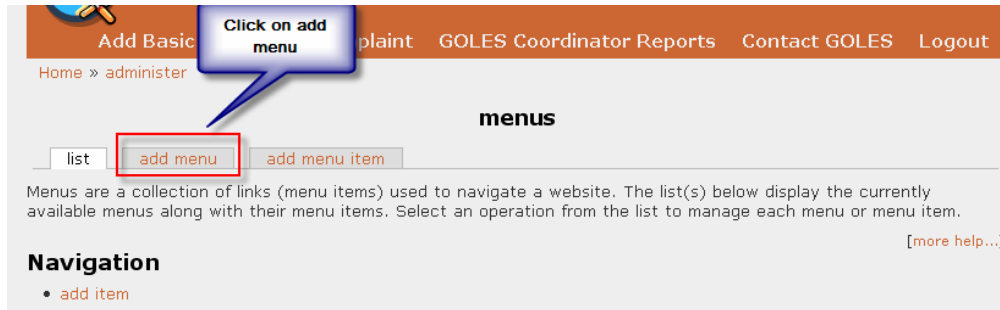 Click on add
menu
Add Basic plaint GOLES Coordinator Reports Contact GOLES Logout
Home » administer
menus
list add menu add menu item
Menus are a collection of links (menu items) used to navigate a website. The list(s) below display the currently
available menus along with their menu items. Select an operation from the list to manage each menu or menu item.
[more help...]
Navigation
• add item